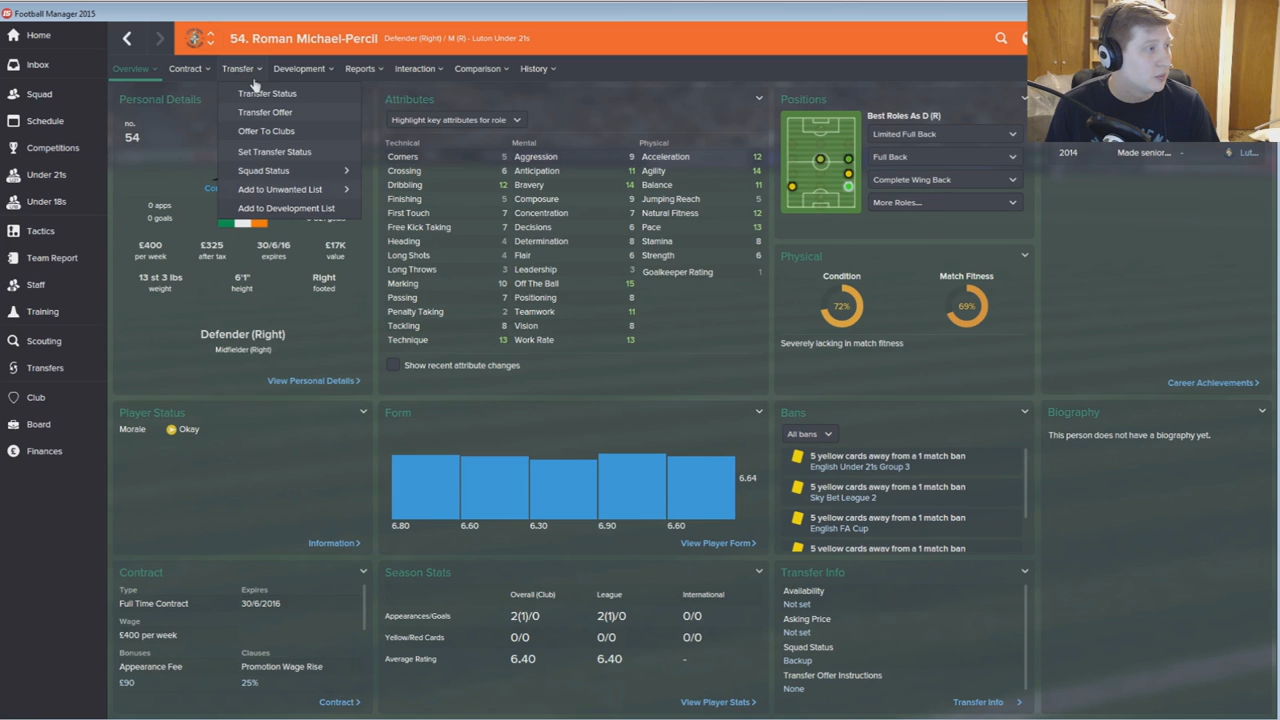 Football Manager 2015
Home
Inbox
Squad
Schedule
Competitions
Under 21s
Under 18s
Tactics
Team Report
Staff
Training
Scouting
Transfers
Club
Board
Finances
54. Roman Michael-Percil Defender (Right) / M (R) - Luton Under 21s
Overview Contract Transfer Development Reports Interaction Comparison History
Transfer Status
Transfer Offer
Offer To Clubs
Set Transfer Status
Squad Status
Add to Unwanted List
Add to Development List
Personal Details
no.
54
0 apps
0 goals
£400 £325 30/6/16 £17K
per week after tax expires value
13 st 3 lbs 6'1" Right
weight height footed
Defender (Right)
Midfielder (Right)
View Personal Details >
Attributes
Highlight key attributes for role
Technical Mental Physical
Corners 5 Aggression 9 Acceleration 12
Crossing 6 Anticipation 11 Agility 14
Dribbling 12 Bravery 14 Balance 11
Finishing 5 Composure 9 Jumping Reach 5
First Touch 7 Concentration 7 Natural Fitness 12
Free Kick Taking 7 Decisions 6 Pace 13
Heading 4 Determination 8 Stamina 8
Long Shots 4 Flair 6 Strength 6
Long Throws 3 Leadership 3 Goalkeeper Rating 1
Marking 10 Off The Ball 15
Passing 7 Positioning 8
Penalty Taking 2 Teamwork 11
Tackling 8 Vision 8
Technique 13 Work Rate 13
Show recent attribute changes
Positions
Best Roles As D (R)
Limited Full Back
Full Back
Complete Wing Back
More Roles...
Physical
Condition Match Fitness
72% 69%
Severely lacking in match fitness
2014 Made senior... - Lut...
Career Achievements >
Player Status
Morale Okay
Information >
Form
6.64
6.80 6.60 6.30 6.90 6.60
View Player Form >
Bans
All bans
5 yellow cards away from a 1 match ban
English Under 21s Group 3
5 yellow cards away from a 1 match ban
Sky Bet League 2
5 yellow cards away from a 1 match ban
English FA Cup
5 yellow cards away from a 1 match ban
Biography
This person does not have a biography yet.
Contract
Type Expires
Full Time Contract 30/6/2016
Wage
£400 per week
Bonuses Clauses
Appearance Fee Promotion Wage Rise
£90 25%
Contract >
Season Stats
Overall (Club) League International
Appearances/Goals 2(1)/0 2(1)/0 0/0
Yellow/Red Cards 0/0 0/0 0/0
Average Rating 6.40 6.40 -
View Player Stats >
Transfer Info
Availability
Not set
Asking Price
Not set
Squad Status
Backup
Transfer Offer Instructions
None
Transfer Info >